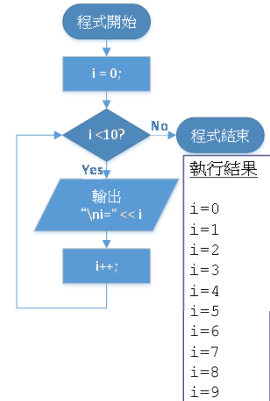 程式開始
i = 0;
i <10?
No
程式結束
Yes
輸出
"\ni=" << i
i++;
執行結果
i=0
i=1
i=2
i=3
i=4
i=5
i=6
i=7
i=8
i=9